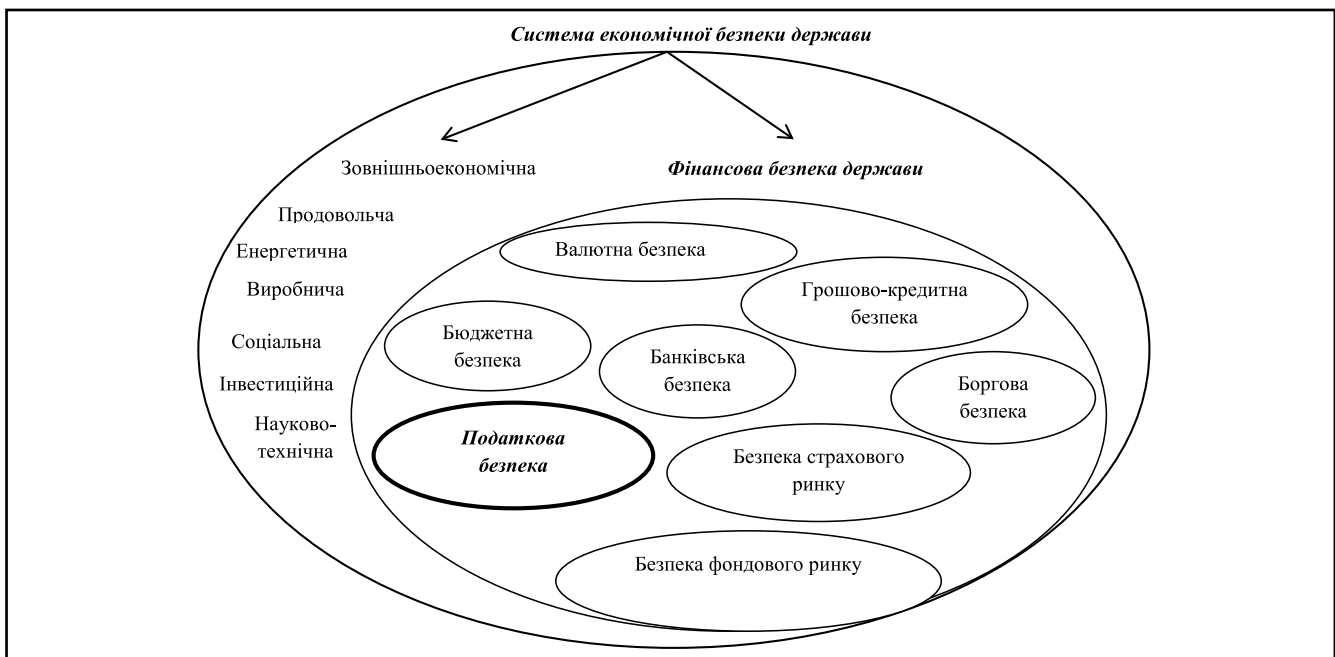 Система економічної безпеки держави
Зовнішньоекономічна
Фінансова безпека держави
Продовольча
Енергетична
Виробнича
Соціальна
Інвестиційна
Науково-
технічна
Валютна безпека
Грошово-кредитна
безпека
Бюджетна
безпека
Банківська
безпека
Боргова
безпека
Податкова
безпека
Безпека страхового
ринку
Безпека фондового ринку